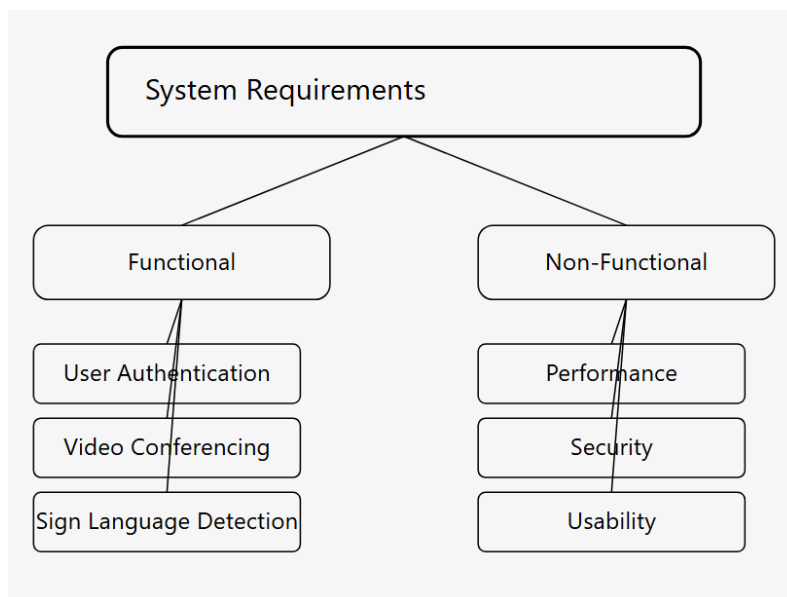 System Requirements
Functional
Non-Functional
User Authentication
Performance
Video Conferencing
Security
Sign Language Detection
Usability